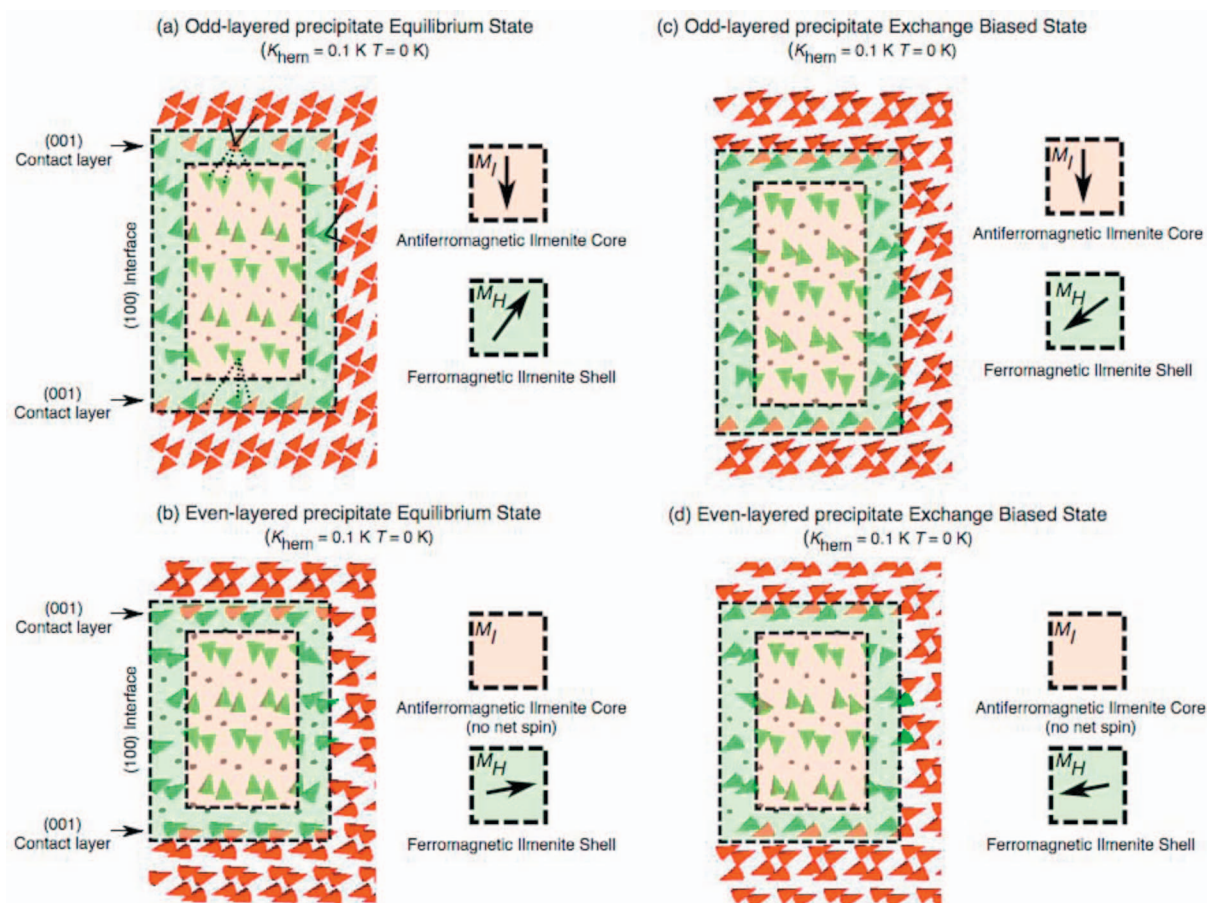 (a) Odd-layered precipitate Equilibrium State
(K_hem = 0.1 K T = 0 K)
(001)
Contact layer
(100) Interface
(001)
Contact layer
M_I
Antiferromagnetic Ilmenite Core
M_H
Ferromagnetic Ilmenite Shell
(c) Odd-layered precipitate Exchange Biased State
(K_hem = 0.1 K T = 0 K)
M_I
Antiferromagnetic Ilmenite Core
M_H
Ferromagnetic Ilmenite Shell
(b) Even-layered precipitate Equilibrium State
(K_hem = 0.1 K T = 0 K)
(001)
Contact layer
(100) Interface
(001)
Contact layer
M_I
Antiferromagnetic Ilmenite Core
(no net spin)
M_H
Ferromagnetic Ilmenite Shell
(d) Even-layered precipitate Exchange Biased State
(K_hem = 0.1 K T = 0 K)
M_I
Antiferromagnetic Ilmenite Core
(no net spin)
M_H
Ferromagnetic Ilmenite Shell